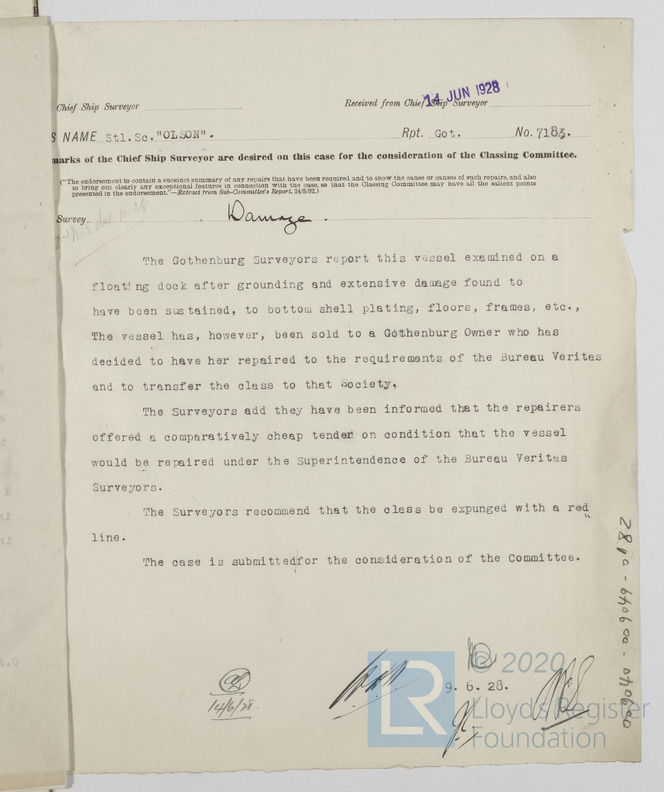 Chief Ship Surveyor
Received from Chief Ship Surveyor
14 JUN 1928
S NAME Stl.Sc."OLSON". Rpt. Got. No. 7183.
marks of the Chief Ship Surveyor are desired on this case for the consideration of the Classing Committee.
("The endorsement to contain a succinct summary of any repairs that have been required and to show the cause or causes of such repairs, and also
to bring out clearly any exceptional features in connection with the case, so that the Classing Committee may have all the salient points
presented in the endorsement."—Extract from Sub-Committee's Report, 24/5/92.)
Survey Damage.
The Gothenburg Surveyors report this vessel examined on a
floating dock after grounding and extensive damage found to
have been sustained, to bottom shell plating, floors, frames, etc.,
The vessel has, however, been sold to a Gothenburg Owner who has
decided to have her repaired to the requirements of the Bureau Veritas
and to transfer the class to that Society,
The Surveyors add they have been informed that the repairers
offered a comparatively cheap tender on condition that the vessel
would be repaired under the Superintendence of the Bureau Veritas
Surveyors.
The Surveyors recommend that the class be expunged with a red
line.
The case is submitted for the consideration of the Committee.
14/6/28.
9. 6. 28.
LR
© 2020
Lloyd's Register
Foundation